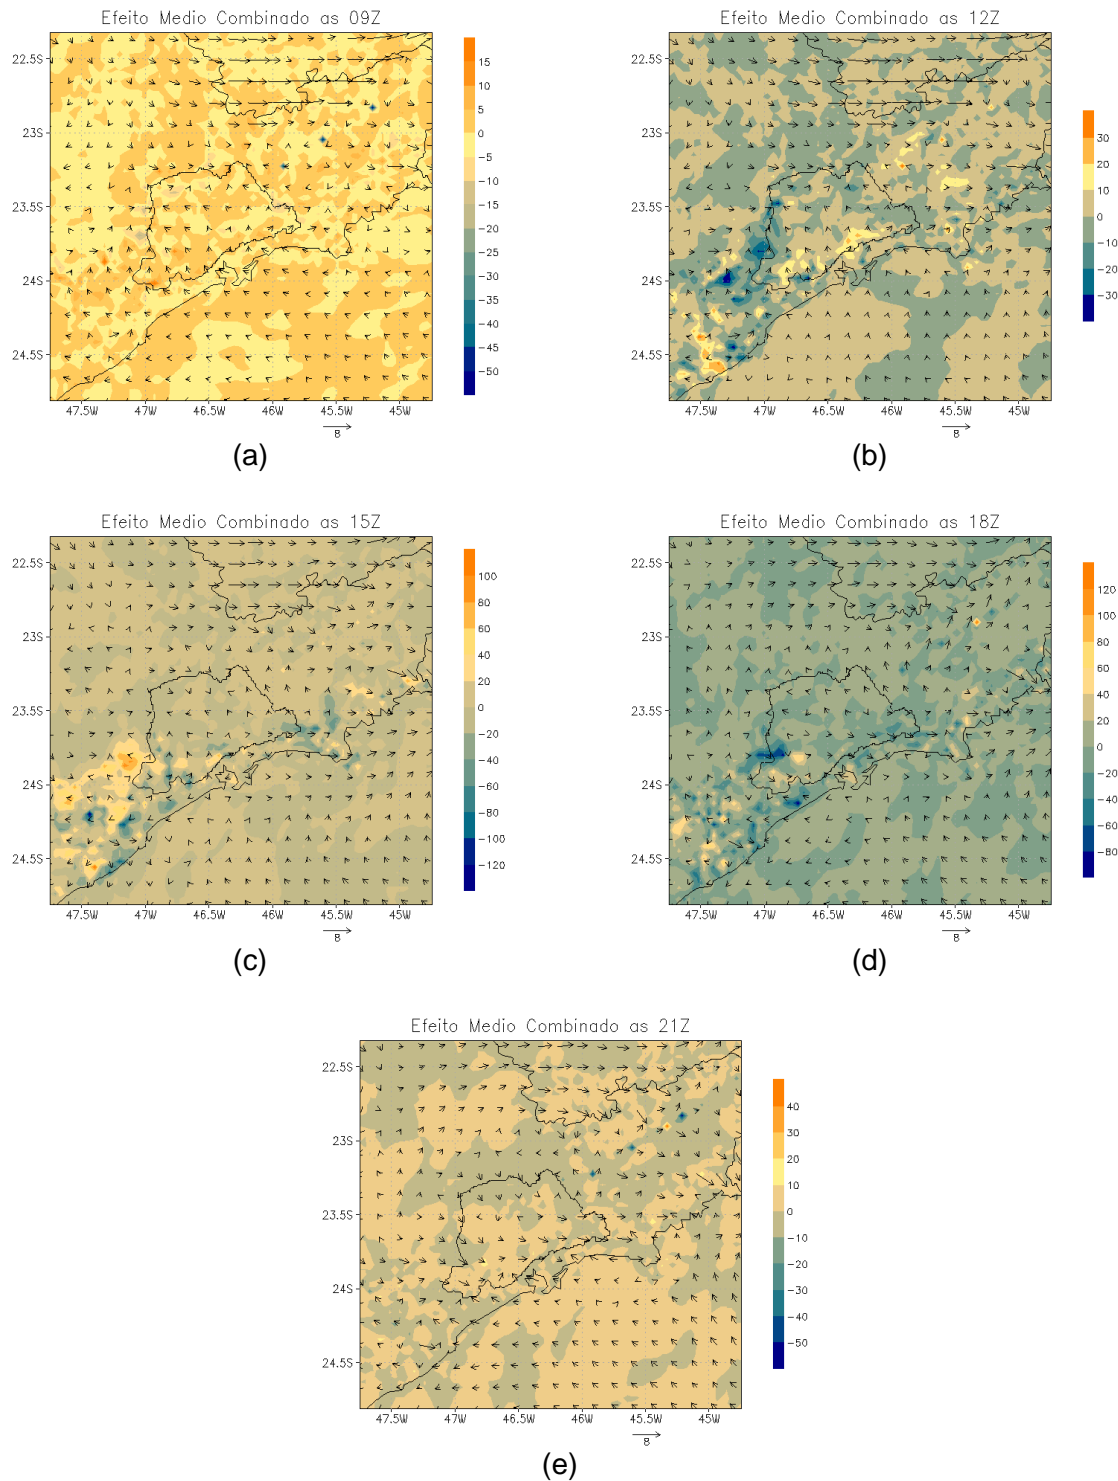 Efeito Medio Combinado as 09Z
22.5S
23S
23.5S
24S
24.5S
47.5W 47W 46.5W 46W 45.5W 45W
8
15
10
5
0
−5
−10
−15
−20
−25
−30
−35
−40
−45
−50
(a)
Efeito Medio Combinado as 12Z
22.5S
23S
23.5S
24S
24.5S
47.5W 47W 46.5W 46W 45.5W 45W
8
30
20
10
0
−10
−20
−30
(b)
Efeito Medio Combinado as 15Z
22.5S
23S
23.5S
24S
24.5S
47.5W 47W 46.5W 46W 45.5W 45W
8
100
80
60
40
20
0
−20
−40
−60
−80
−100
−120
(c)
Efeito Medio Combinado as 18Z
22.5S
23S
23.5S
24S
24.5S
47.5W 47W 46.5W 46W 45.5W 45W
8
120
100
80
60
40
20
0
−20
−40
−60
−80
(d)
Efeito Medio Combinado as 21Z
22.5S
23S
23.5S
24S
24.5S
47.5W 47W 46.5W 46W 45.5W 45W
8
40
30
20
10
0
−10
−20
−30
−40
−50
(e)